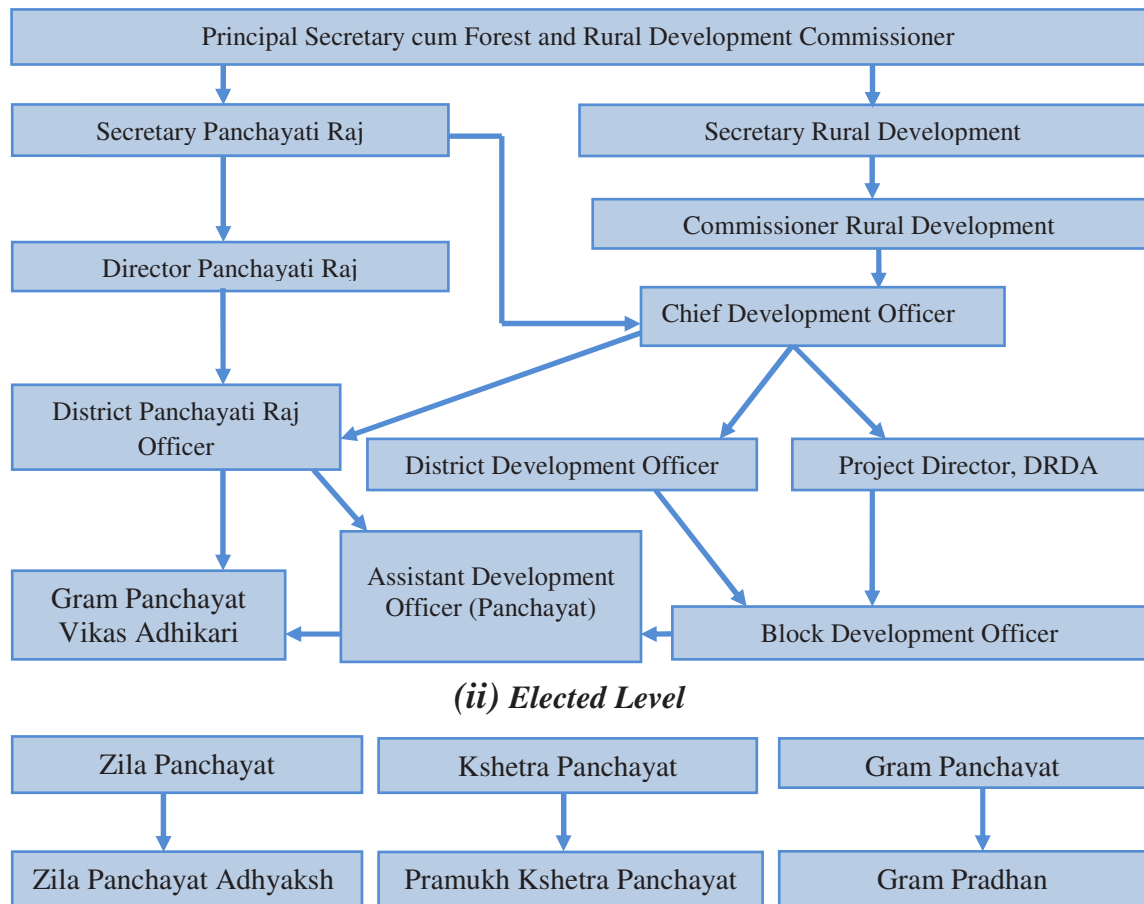 Principal Secretary cum Forest and Rural Development Commissioner
Secretary Panchayati Raj
Secretary Rural Development
Commissioner Rural Development
Director Panchayati Raj
Chief Development Officer
District Panchayati Raj
Officer
District Development Officer
Project Director, DRDA
Assistant Development
Officer (Panchayat)
Gram Panchayat
Vikas Adhikari
Block Development Officer
(ii) Elected Level
Zila Panchayat
Kshetra Panchayat
Gram Panchayat
Zila Panchayat Adhyaksh
Pramukh Kshetra Panchayat
Gram Pradhan